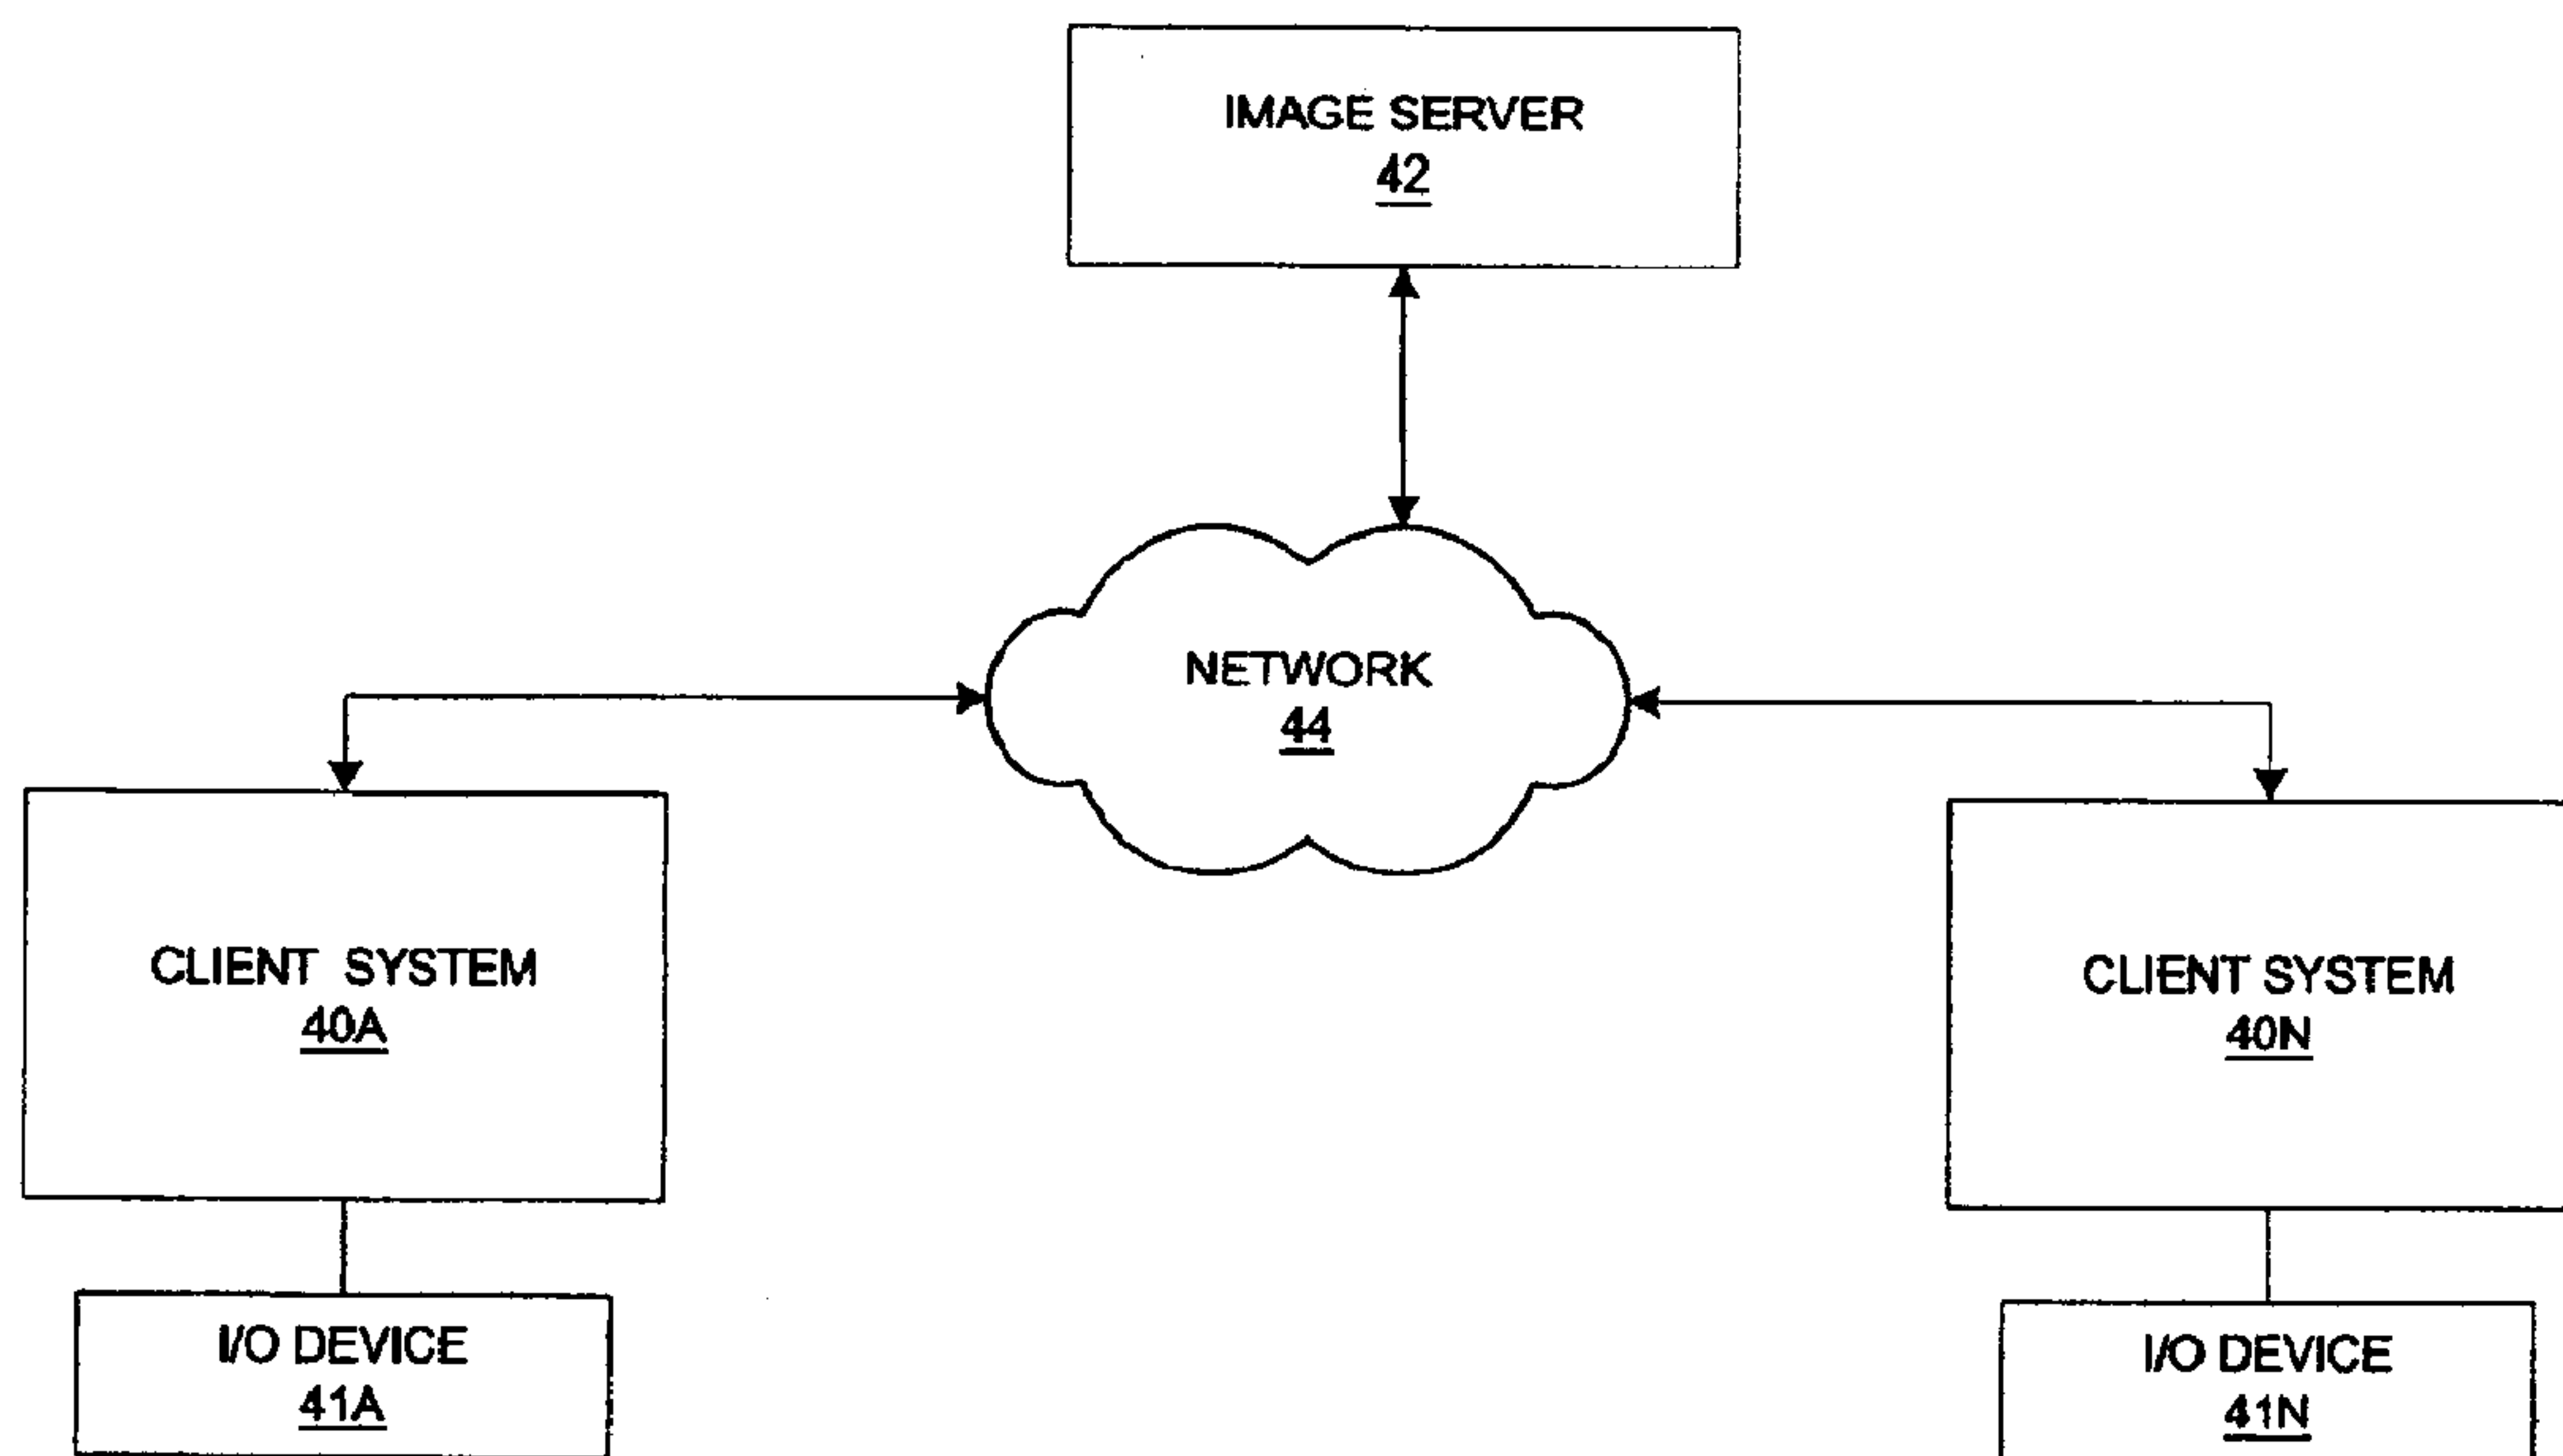 IMAGE SERVER
42
NETWORK
44
CLIENT SYSTEM
40A
CLIENT SYSTEM
40N
I/O DEVICE
41A
I/O DEVICE
41N